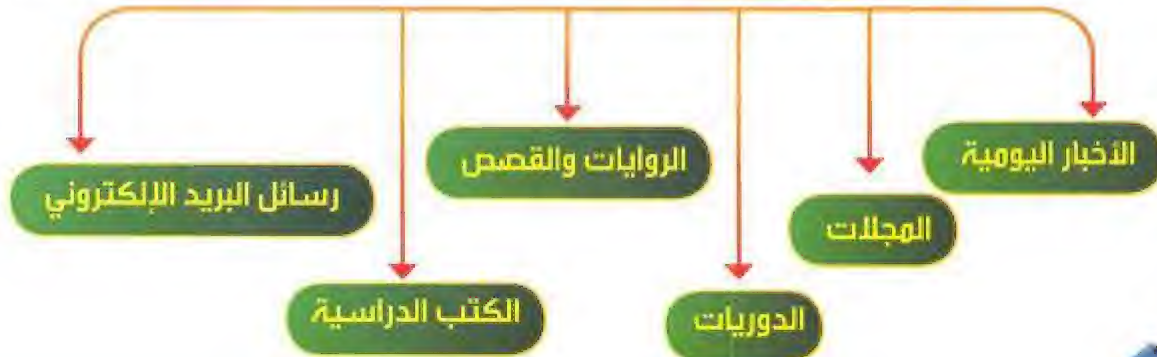 الأخبار اليومية
المجلات
الدوريات
الروايات والقصص
الكتب الدراسية
رسائل البريد الإلكتروني